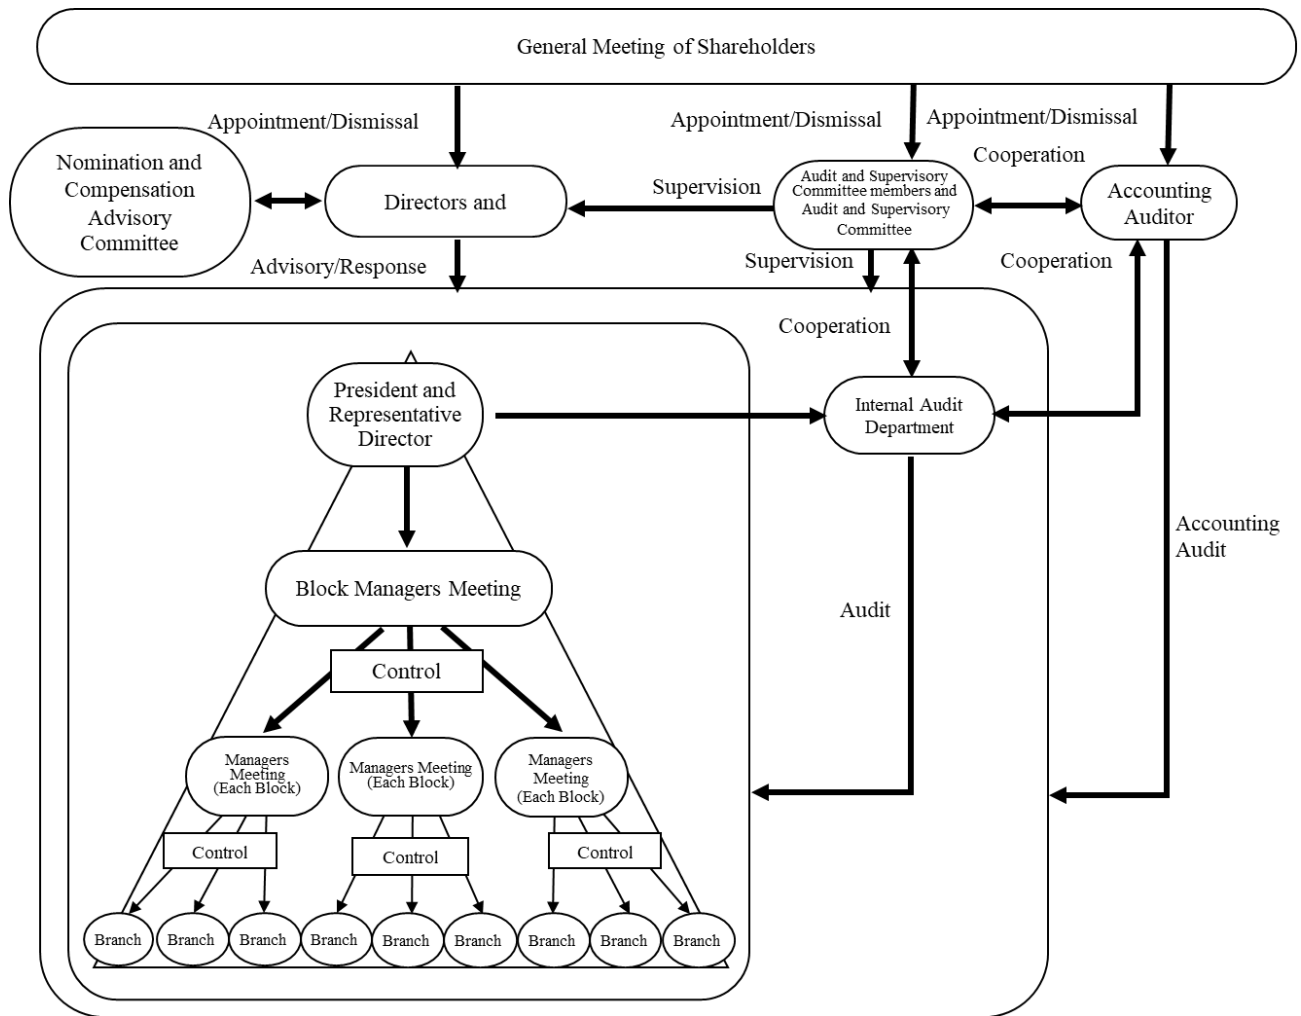 General Meeting of Shareholders
Appointment/Dismissal
Appointment/Dismissal
Appointment/Dismissal
Nomination and
Compensation
Advisory
Committee
Directors and
Supervision
Audit and Supervisory
Committee members and
Audit and Supervisory
Committee
Cooperation
Accounting
Auditor
Advisory/Response
Supervision
Cooperation
Cooperation
President and
Representative
Director
Internal Audit
Department
Accounting
Audit
Block Managers Meeting
Audit
Control
Managers
Meeting
(Each Block)
Managers Meeting
(Each Block)
Managers
Meeting
(Each Block)
Control
Control
Control
Branch
Branch
Branch
Branch
Branch
Branch
Branch
Branch
Branch